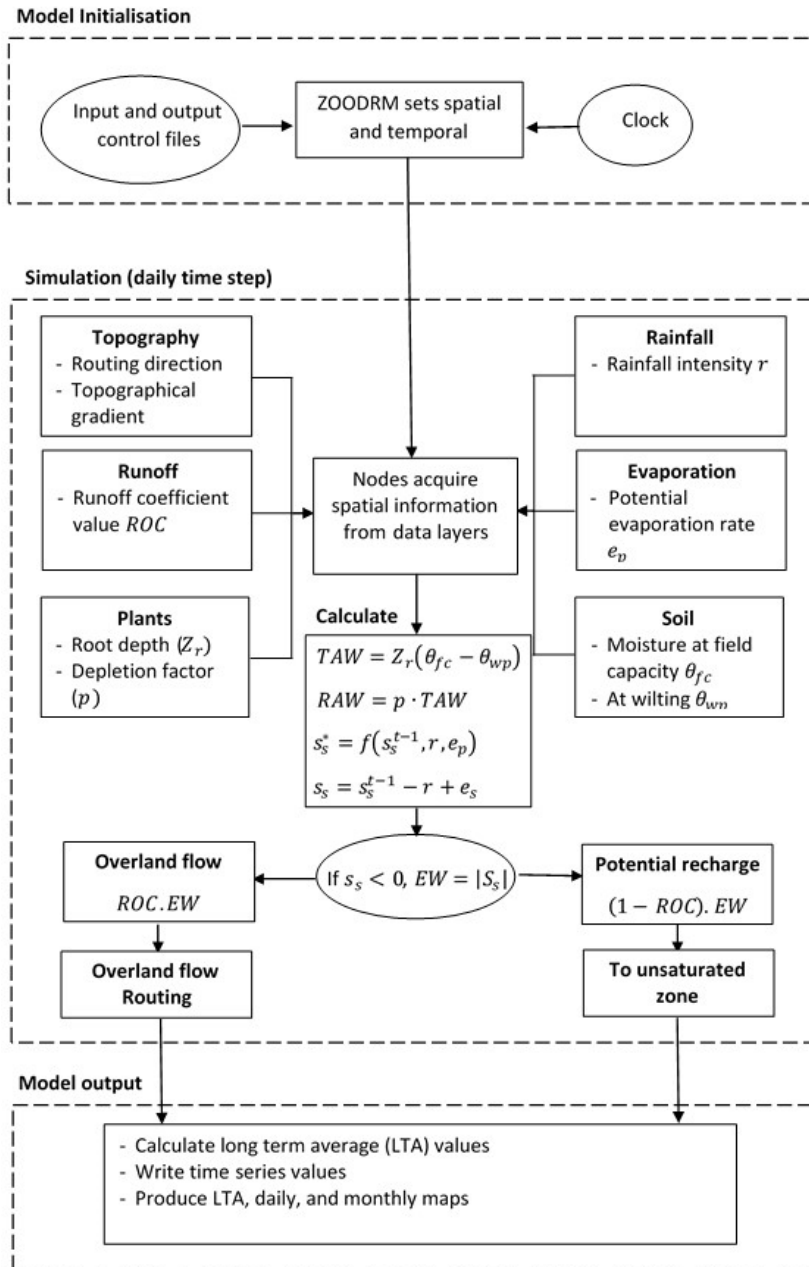 Model Initialisation
Input and output
control files
ZOODRM sets spatial
and temporal
Clock
Simulation (daily time step)
Topography
- Routing direction
- Topographical
gradient
Runoff
- Runoff coefficient
value ROC
Plants
- Root depth (Z_r)
- Depletion factor
(p)
Nodes acquire
spatial information
from data layers
Rainfall
- Rainfall intensity r
Evaporation
- Potential
evaporation rate
e_p
Soil
- Moisture at field
capacity θ_fc
- At wilting θ_wp
Calculate
TAW = Z_r(θ_fc − θ_wp)
RAW = p · TAW
s_s^* = f(s_s^{t−1}, r, e_p)
s_s = s_s^{t−1} − r + e_s
If s_s < 0, EW = |S_s|
Overland flow
ROC.EW
Overland flow
Routing
Potential recharge
(1 − ROC). EW
To unsaturated
zone
Model output
- Calculate long term average (LTA) values
- Write time series values
- Produce LTA, daily, and monthly maps